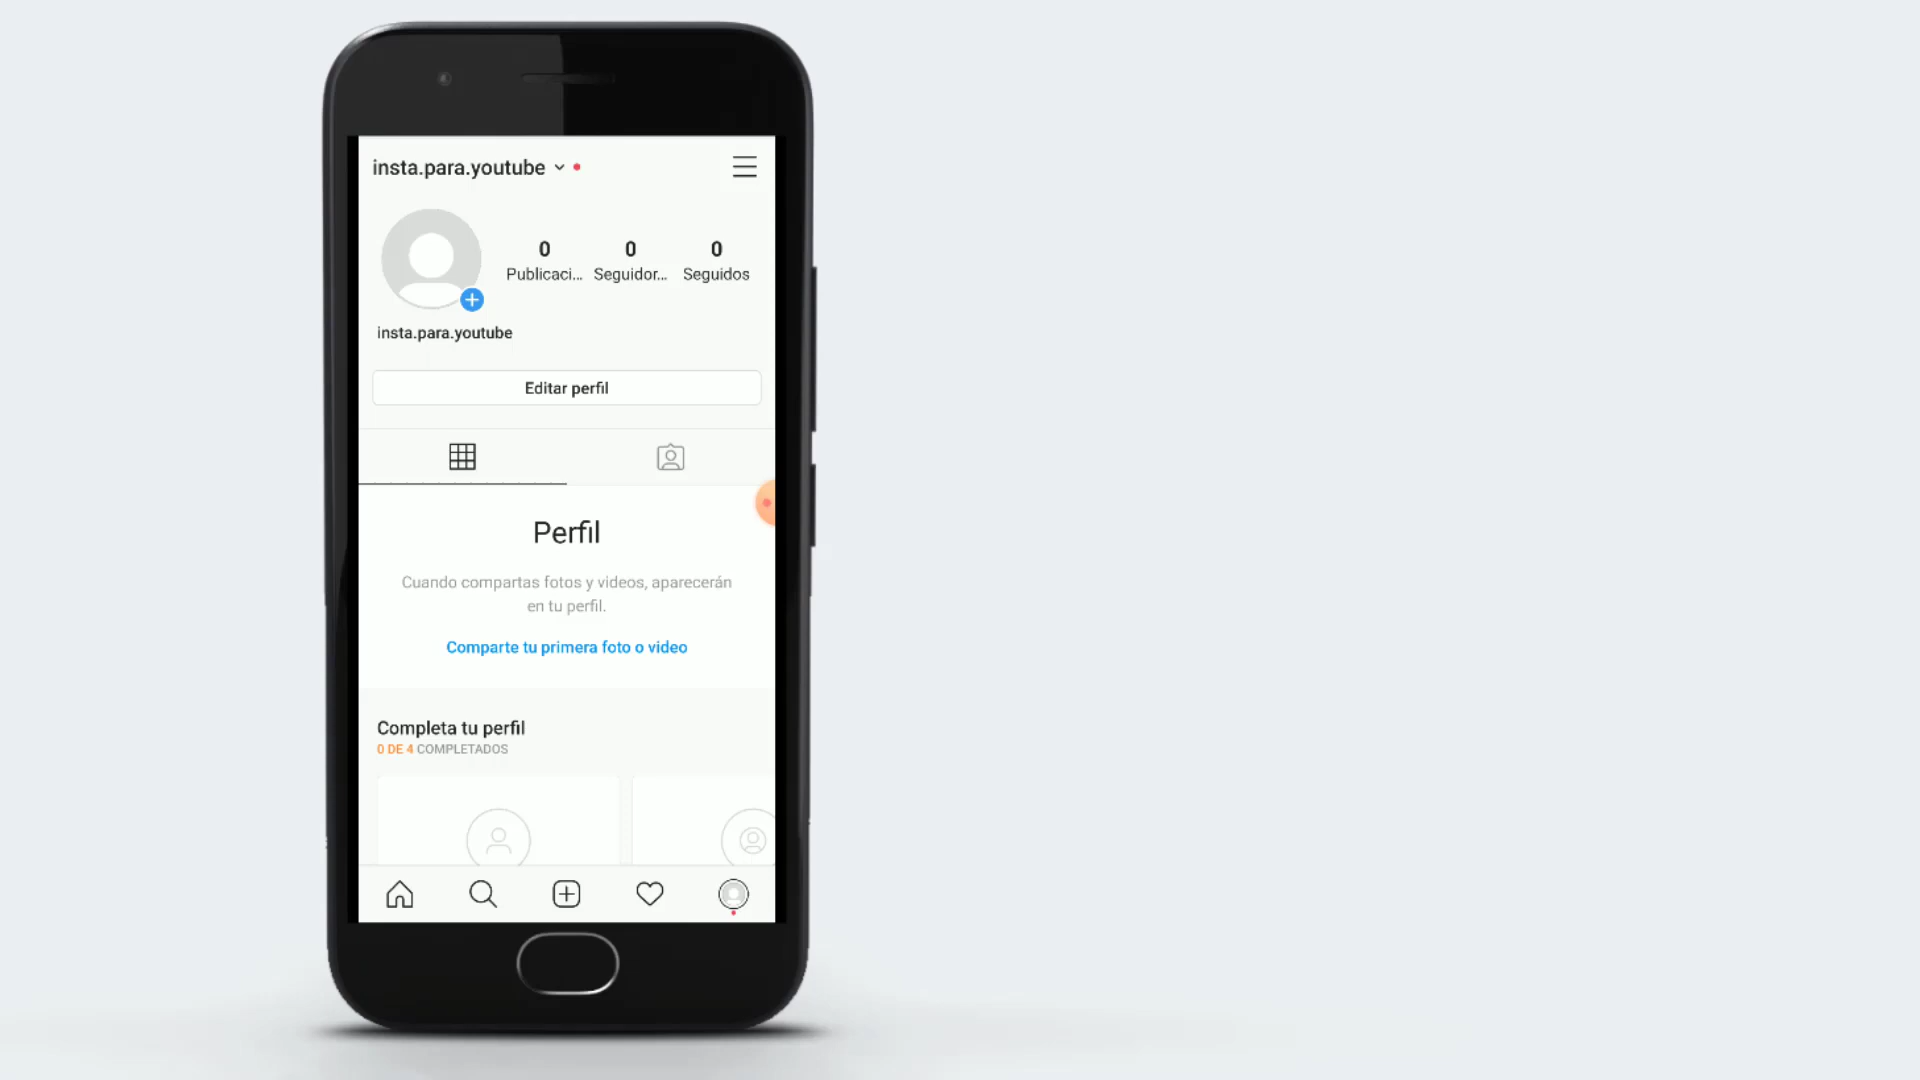 insta.para.youtube
0 0 0
Publicaci... Seguidor... Seguidos
insta.para.youtube
Editar perfil
Perfil
Cuando compartas fotos y videos, aparecerán
en tu perfil.
Comparte tu primera foto o video
Completa tu perfil
0 DE 4 COMPLETADOS